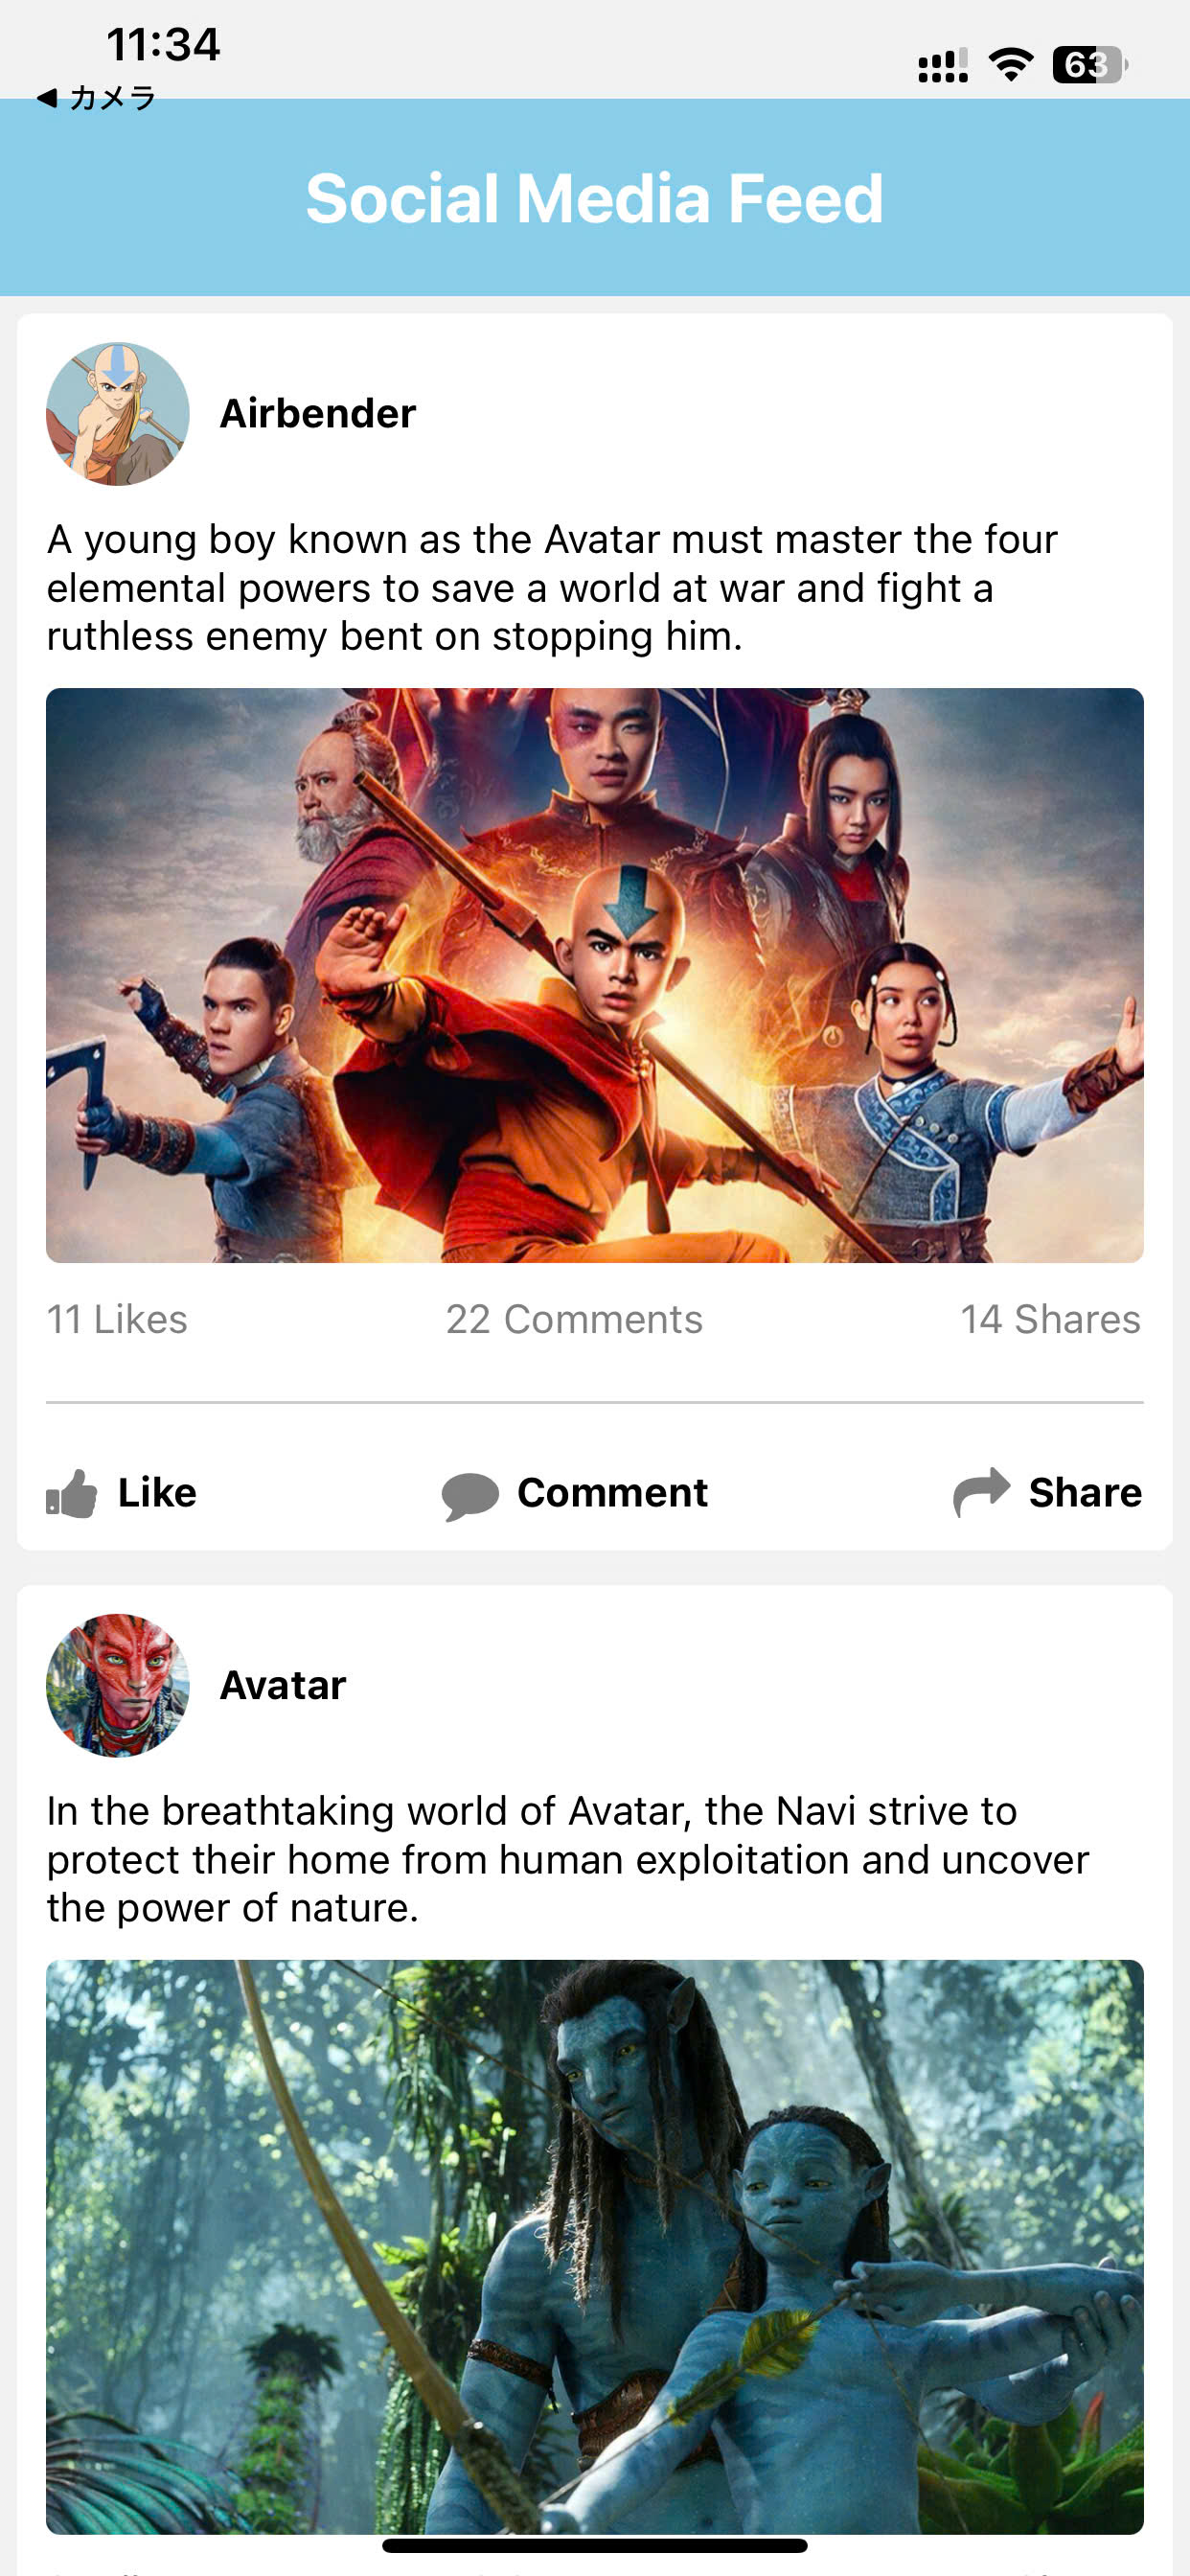 11:34
63
◀ カメラ
Social Media Feed
Airbender
A young boy known as the Avatar must master the four
elemental powers to save a world at war and fight a
ruthless enemy bent on stopping him.
11 Likes
22 Comments
14 Shares
Like
Comment
Share
Avatar
In the breathtaking world of Avatar, the Navi strive to
protect their home from human exploitation and uncover
the power of nature.